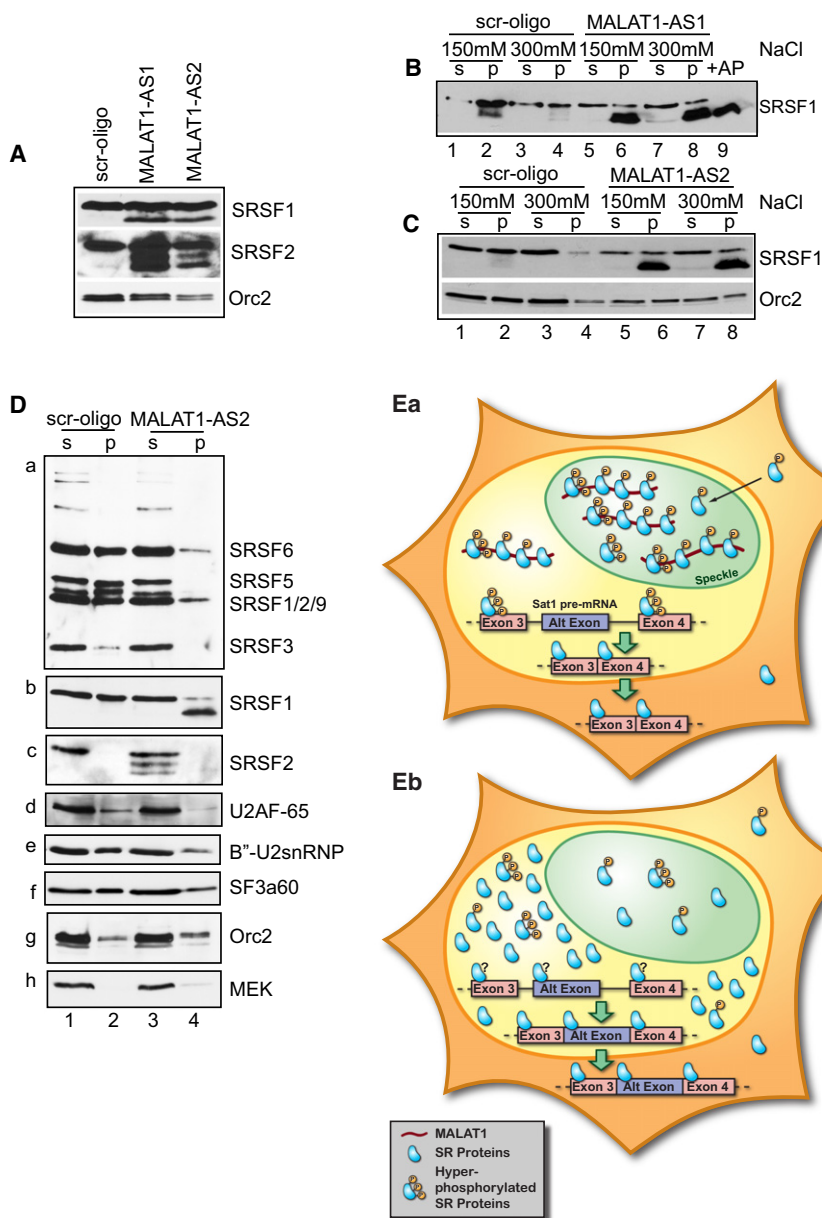 A
scr-oligo
MALAT1-AS1
MALAT1-AS2
SRSF1
SRSF2
Orc2
B
scr-oligo MALAT1-AS1
150mM 300mM 150mM 300mM NaCl
s p s p s p s p +AP
SRSF1
1 2 3 4 5 6 7 8 9
C
scr-oligo MALAT1-AS2
150mM 300mM 150mM 300mM NaCl
s p s p s p s p
SRSF1
Orc2
1 2 3 4 5 6 7 8
D
scr-oligo MALAT1-AS2
s p s p
a
SRSF6
SRSF5
SRSF1/2/9
SRSF3
b
SRSF1
c
SRSF2
d
U2AF-65
e
B"-U2snRNP
f
SF3a60
g
Orc2
h
MEK
1 2 3 4
Ea
P P P P P P
P P
P P P P P P
P P P P P P
P P P P P P
P P P
Speckle
Sat1 pre-mRNA
P P P P P P
Exon 3 Alt Exon Exon 4
Exon 3 Exon 4
Exon 3 Exon 4
Eb
P
P P P P P P P P
P P P P P
P
? ? ?
Exon 3 Alt Exon Exon 4
P
Exon 3 Alt Exon Exon 4
Exon 3 Alt Exon Exon 4
MALAT1
SR Proteins
P P P
Hyper-
phosphorylated
SR Proteins